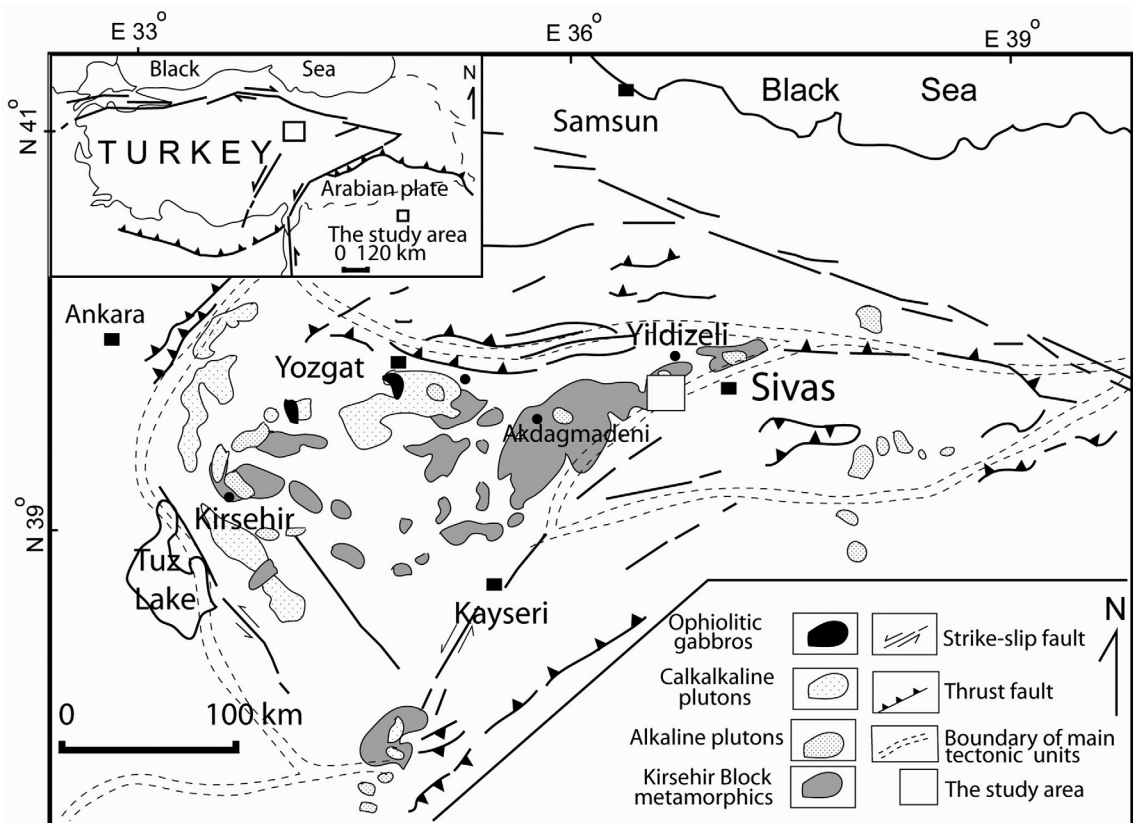 E 33°
E 36°
E 39°
N 41°
N 39°
Black Sea
N
TURKEY
Arabian plate
The study area
0 120 km
Black Sea
Samsun
Ankara
Yozgat
Yildizeli
Sivas
Akdagmadeni
Kirsehir
Tuz
Lake
Kayseri
0 100 km
Ophiolitic
gabbros
Strike-slip fault
Calkalkaline
plutons
Thrust fault
Alkaline plutons
Boundary of main
tectonic units
Kirsehir Block
metamorphics
The study area
N